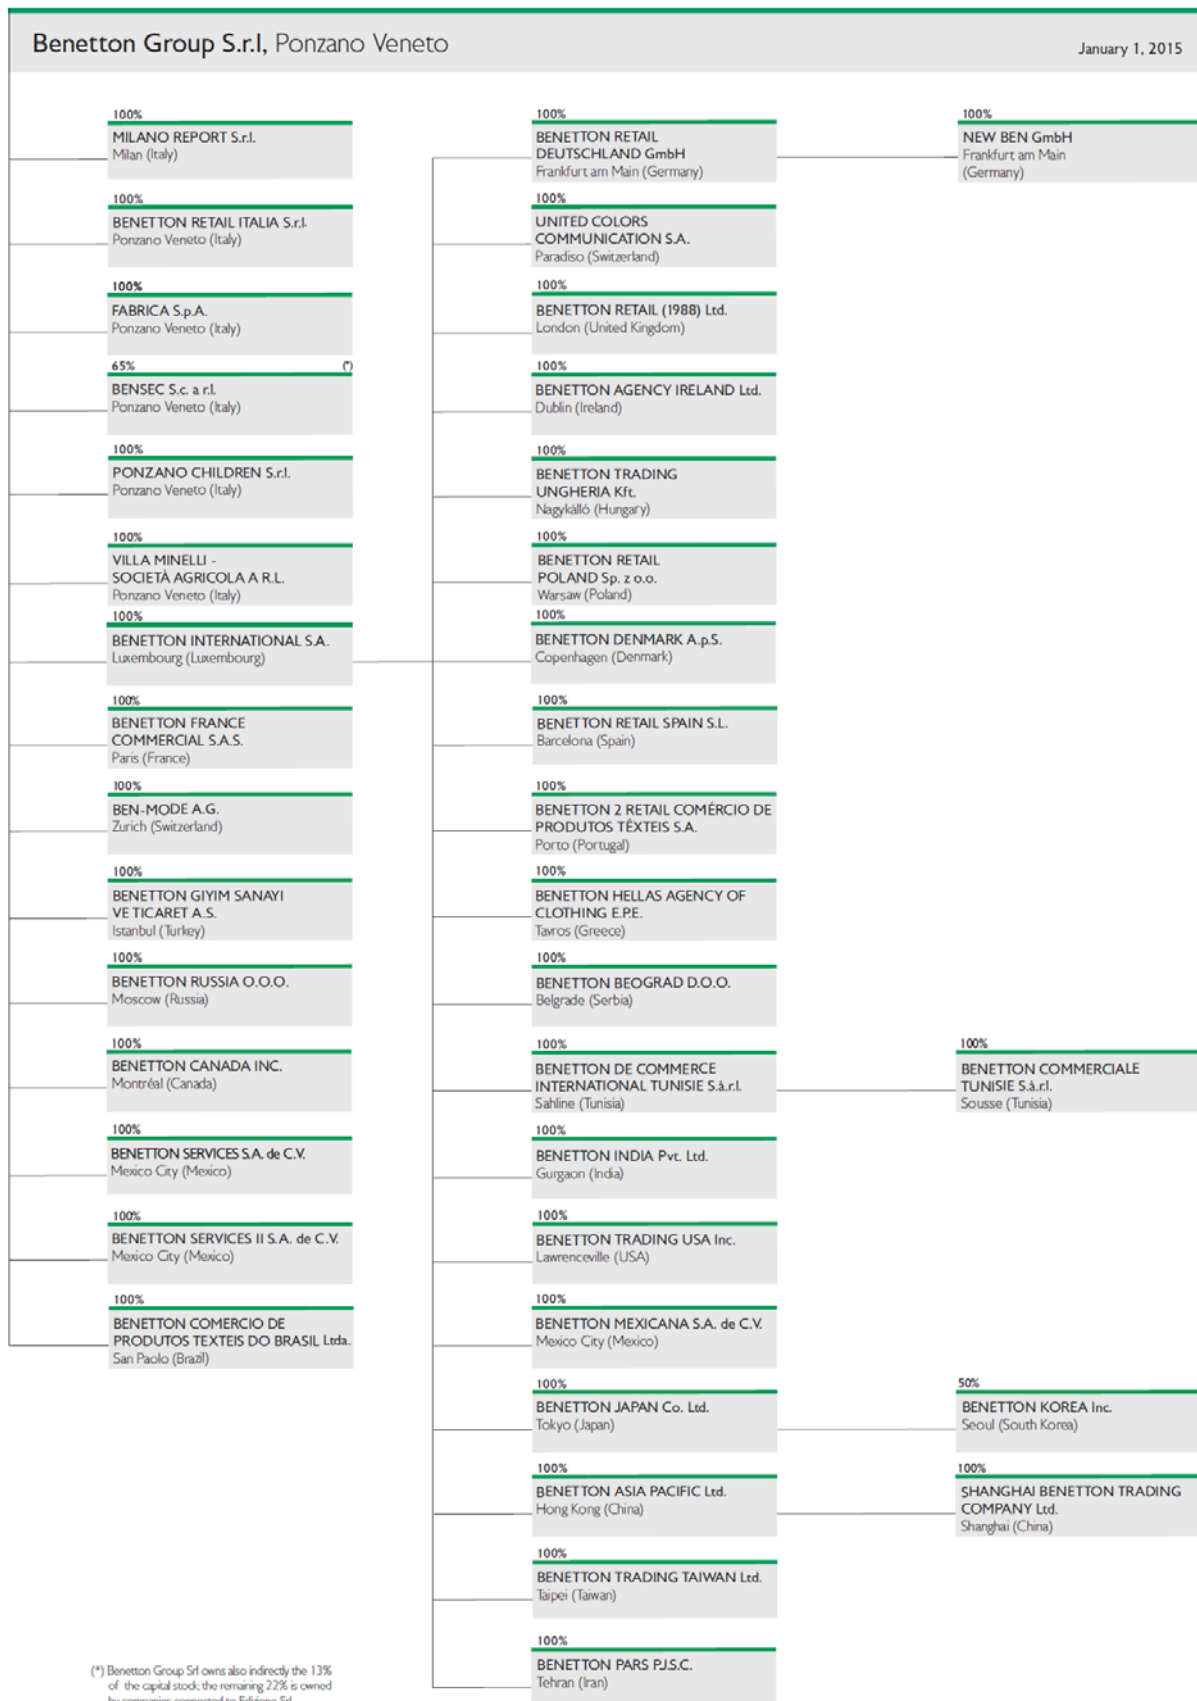 Benetton Group S.r.l, Ponzano Veneto
January 1, 2015
100%
MILANO REPORT S.r.l.
Milan (Italy)
100%
BENETTON RETAIL ITALIA S.r.l.
Ponzano Veneto (Italy)
100%
FABRICA S.p.A.
Ponzano Veneto (Italy)
65% (*)
BENSEC S.c. a r.l.
Ponzano Veneto (Italy)
100%
PONZANO CHILDREN S.r.l.
Ponzano Veneto (Italy)
100%
VILLA MINELLI -
SOCIETÀ AGRICOLA A R.L.
Ponzano Veneto (Italy)
100%
BENETTON INTERNATIONAL S.A.
Luxembourg (Luxembourg)
100%
BENETTON FRANCE
COMMERCIAL S.A.S.
Paris (France)
100%
BEN-MODE A.G.
Zurich (Switzerland)
100%
BENETTON GIYIM SANAYI
VE TICARET A.S.
Istanbul (Turkey)
100%
BENETTON RUSSIA O.O.O.
Moscow (Russia)
100%
BENETTON CANADA INC.
Montréal (Canada)
100%
BENETTON SERVICES S.A. de C.V.
Mexico City (Mexico)
100%
BENETTON SERVICES II S.A. de C.V.
Mexico City (Mexico)
100%
BENETTON COMERCIO DE
PRODUTOS TEXTEIS DO BRASIL Ltda.
San Paolo (Brazil)
100%
BENETTON RETAIL
DEUTSCHLAND GmbH
Frankfurt am Main (Germany)
100%
UNITED COLORS
COMMUNICATION S.A.
Paradiso (Switzerland)
100%
BENETTON RETAIL (1988) Ltd.
London (United Kingdom)
100%
BENETTON AGENCY IRELAND Ltd.
Dublin (Ireland)
100%
BENETTON TRADING
UNGHERIA Kft.
Nagykálló (Hungary)
100%
BENETTON RETAIL
POLAND Sp. z o.o.
Warsaw (Poland)
100%
BENETTON DENMARK A.p.S.
Copenhagen (Denmark)
100%
BENETTON RETAIL SPAIN S.L.
Barcelona (Spain)
100%
BENETTON 2 RETAIL COMÉRCIO DE
PRODUTOS TÊXTEIS S.A.
Porto (Portugal)
100%
BENETTON HELLAS AGENCY OF
CLOTHING E.P.E.
Tavros (Greece)
100%
BENETTON BEOGRAD D.O.O.
Belgrade (Serbia)
100%
BENETTON DE COMMERCE
INTERNATIONAL TUNISIE S.à.r.l.
Sahline (Tunisia)
100%
BENETTON INDIA Pvt. Ltd.
Gurgaon (India)
100%
BENETTON TRADING USA Inc.
Lawrenceville (USA)
100%
BENETTON MEXICANA S.A. de C.V.
Mexico City (Mexico)
100%
BENETTON JAPAN Co. Ltd.
Tokyo (Japan)
100%
BENETTON ASIA PACIFIC Ltd.
Hong Kong (China)
100%
BENETTON TRADING TAIWAN Ltd.
Taipei (Taiwan)
100%
BENETTON PARS P.J.S.C.
Tehran (Iran)
100%
NEW BEN GmbH
Frankfurt am Main
(Germany)
100%
BENETTON COMMERCIALE
TUNISIE S.à.r.l.
Sousse (Tunisia)
50%
BENETTON KOREA Inc.
Seoul (South Korea)
100%
SHANGHAI BENETTON TRADING
COMPANY Ltd.
Shanghai (China)
(*) Benetton Group Srl owns also indirectly the 13%
of the capital stock; the remaining 22% is owned
by companies connected to Edizione Srl